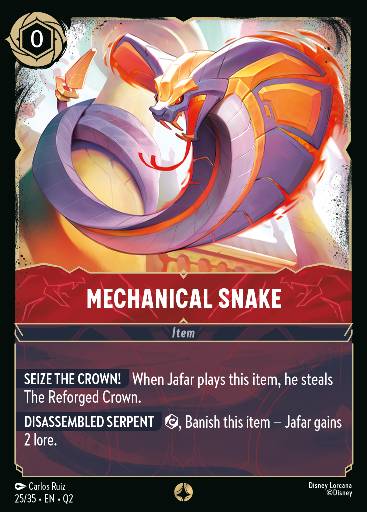 0
MECHANICAL SNAKE
Item
SEIZE THE CROWN! When Jafar plays this item, he steals
The Reforged Crown.
DISASSEMBLED SERPENT , Banish this item – Jafar gains
2 lore.
Carlos Ruiz
25/35 • EN • Q2
Disney Lorcana
©Disney